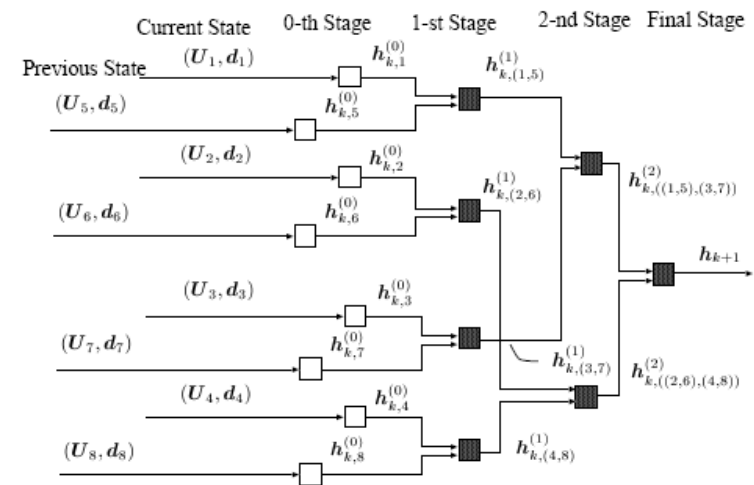 Current State 0-th Stage 1-st Stage 2-nd Stage Final Stage
Previous State
(U₁, d₁) h⁽⁰⁾ₖ,₁ h⁽¹⁾ₖ,₍₁,₅₎
(U₅, d₅) h⁽⁰⁾ₖ,₅
(U₂, d₂) h⁽⁰⁾ₖ,₂
h⁽¹⁾ₖ,₍₂,₆₎ h⁽²⁾ₖ,₍₍₁,₅₎,₍₃,₇₎₎
(U₆, d₆) h⁽⁰⁾ₖ,₆
hₖ₊₁
(U₃, d₃) h⁽⁰⁾ₖ,₃
(U₇, d₇) h⁽⁰⁾ₖ,₇
h⁽¹⁾ₖ,₍₃,₇₎ h⁽²⁾ₖ,₍₍₂,₆₎,₍₄,₈₎₎
(U₄, d₄) h⁽⁰⁾ₖ,₄
(U₈, d₈) h⁽⁰⁾ₖ,₈ h⁽¹⁾ₖ,₍₄,₈₎